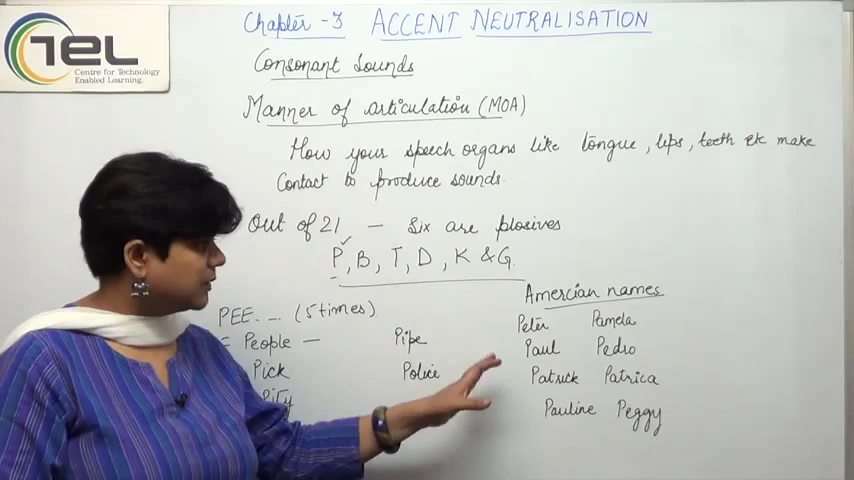 TEL
Centre for Technology
Enabled Learning.
Chapter - 3 ACCENT NEUTRALISATION
Consonant Sounds
Manner of articulation (MOA)
How your speech organs like tongue, lips, teeth etc make
Contact to produce sounds.
Out of 21 - Six are plosives
P, B, T, D, K & G.
PEE. - .. (5 times)
= People - Pipe
Pick Police
Pity
Amercian names
Peter Pamela
Paul Pedro
Patrick Patrica
Pauline Peggy